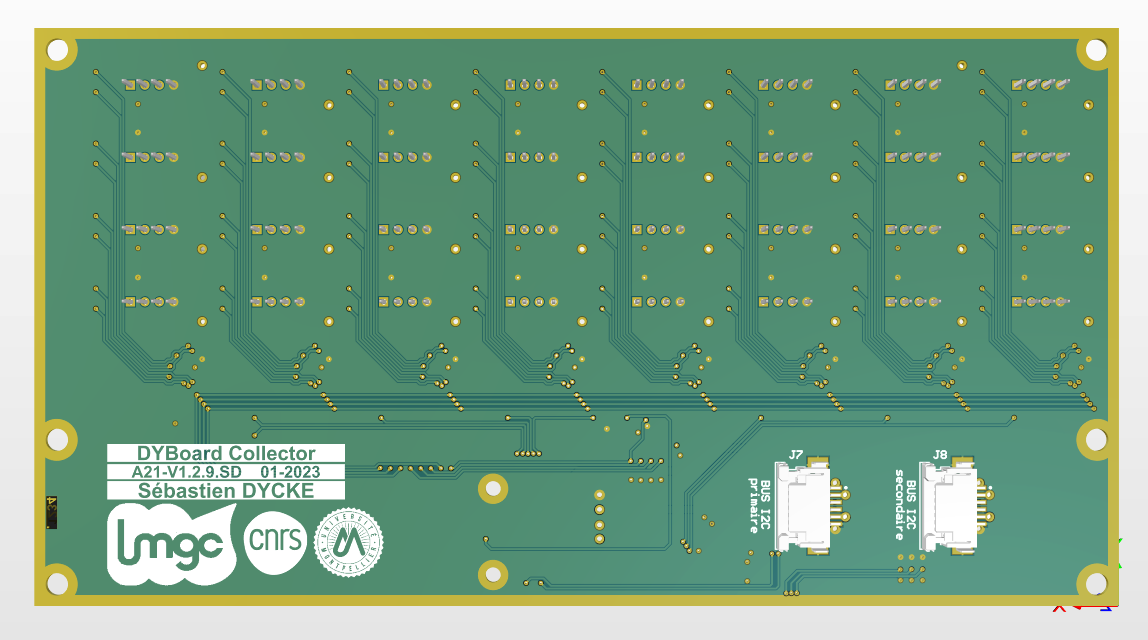 DYBoard Collector
A21-V1.2.9.SD 01-2023
Sébastien DYCKE
lmgc
cnrs
UNIVERSITÉ
MONTPELLIER
J7
BUS I2C
primaire
J8
BUS I2C
secondaire